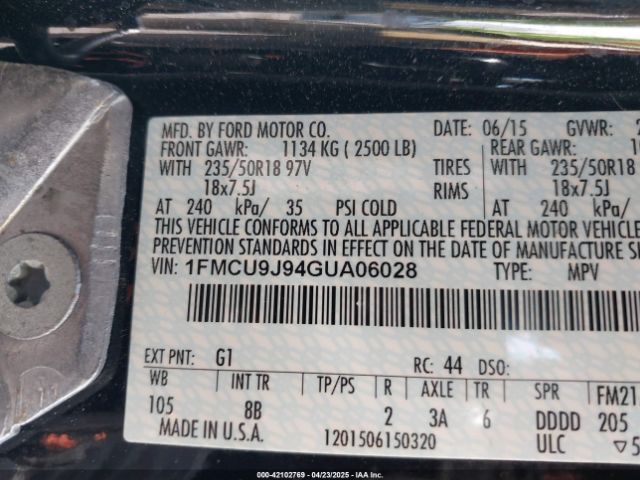 MFD. BY FORD MOTOR CO. DATE: 06/15 GVWR:
FRONT GAWR: 1134 KG ( 2500 LB) REAR GAWR:
WITH 235/50R18 97V TIRES WITH 235/50R18
18x7.5J RIMS 18x7.5J
AT 240 kPa/ 35 PSI COLD AT 240 kPa/
THIS VEHICLE CONFORMS TO ALL APPLICABLE FEDERAL MOTOR VEHICLE
PREVENTION STANDARDS IN EFFECT ON THE DATE OF MANUFACTURE
VIN: 1FMCU9J94GUA06028 TYPE: MPV
EXT PNT: G1 RC: 44 DSO:
WB INT TR TP/PS R AXLE TR SPR FM21
105 8B 2 3A 6 DDDD 205
MADE IN U.S.A. 1201506150320 ULC ▽5
000-42102769 - 04/23/2025 - IAAI COPYRIGHT